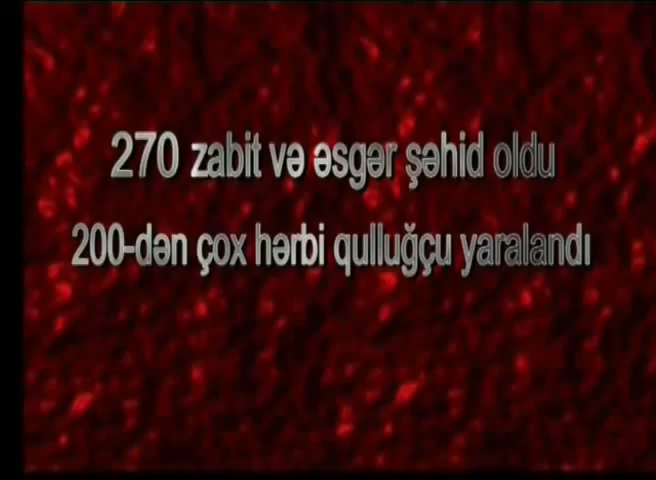 270 zabit və əsgər şəhid oldu
200-dən çox hərbi qulluğçu yaralandı